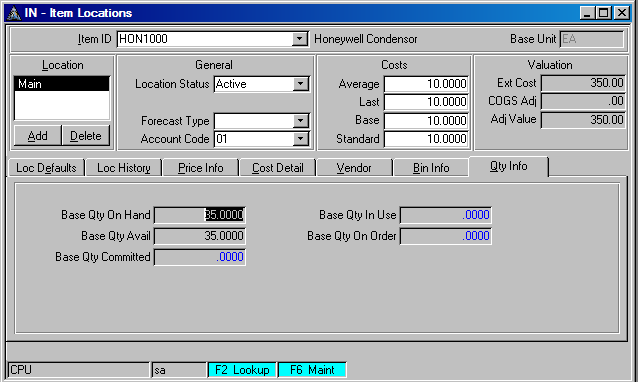 IN - Item Locations
Item ID HON1000 Honeywell Condensor Base Unit EA
Location General Costs Valuation
Main Location Status Active Average 10.0000 Ext Cost 350.00
Last 10.0000 COGS Adj .00
Forecast Type Base 10.0000 Adj Value 350.00
Add Delete Account Code 01 Standard 10.0000
Loc Defaults Loc History Price Info Cost Detail Vendor Bin Info Qty Info
Base Qty On Hand 35.0000 Base Qty In Use .0000
Base Qty Avail 35.0000 Base Qty On Order .0000
Base Qty Committed .0000
CPU sa F2 Lookup F6 Maint